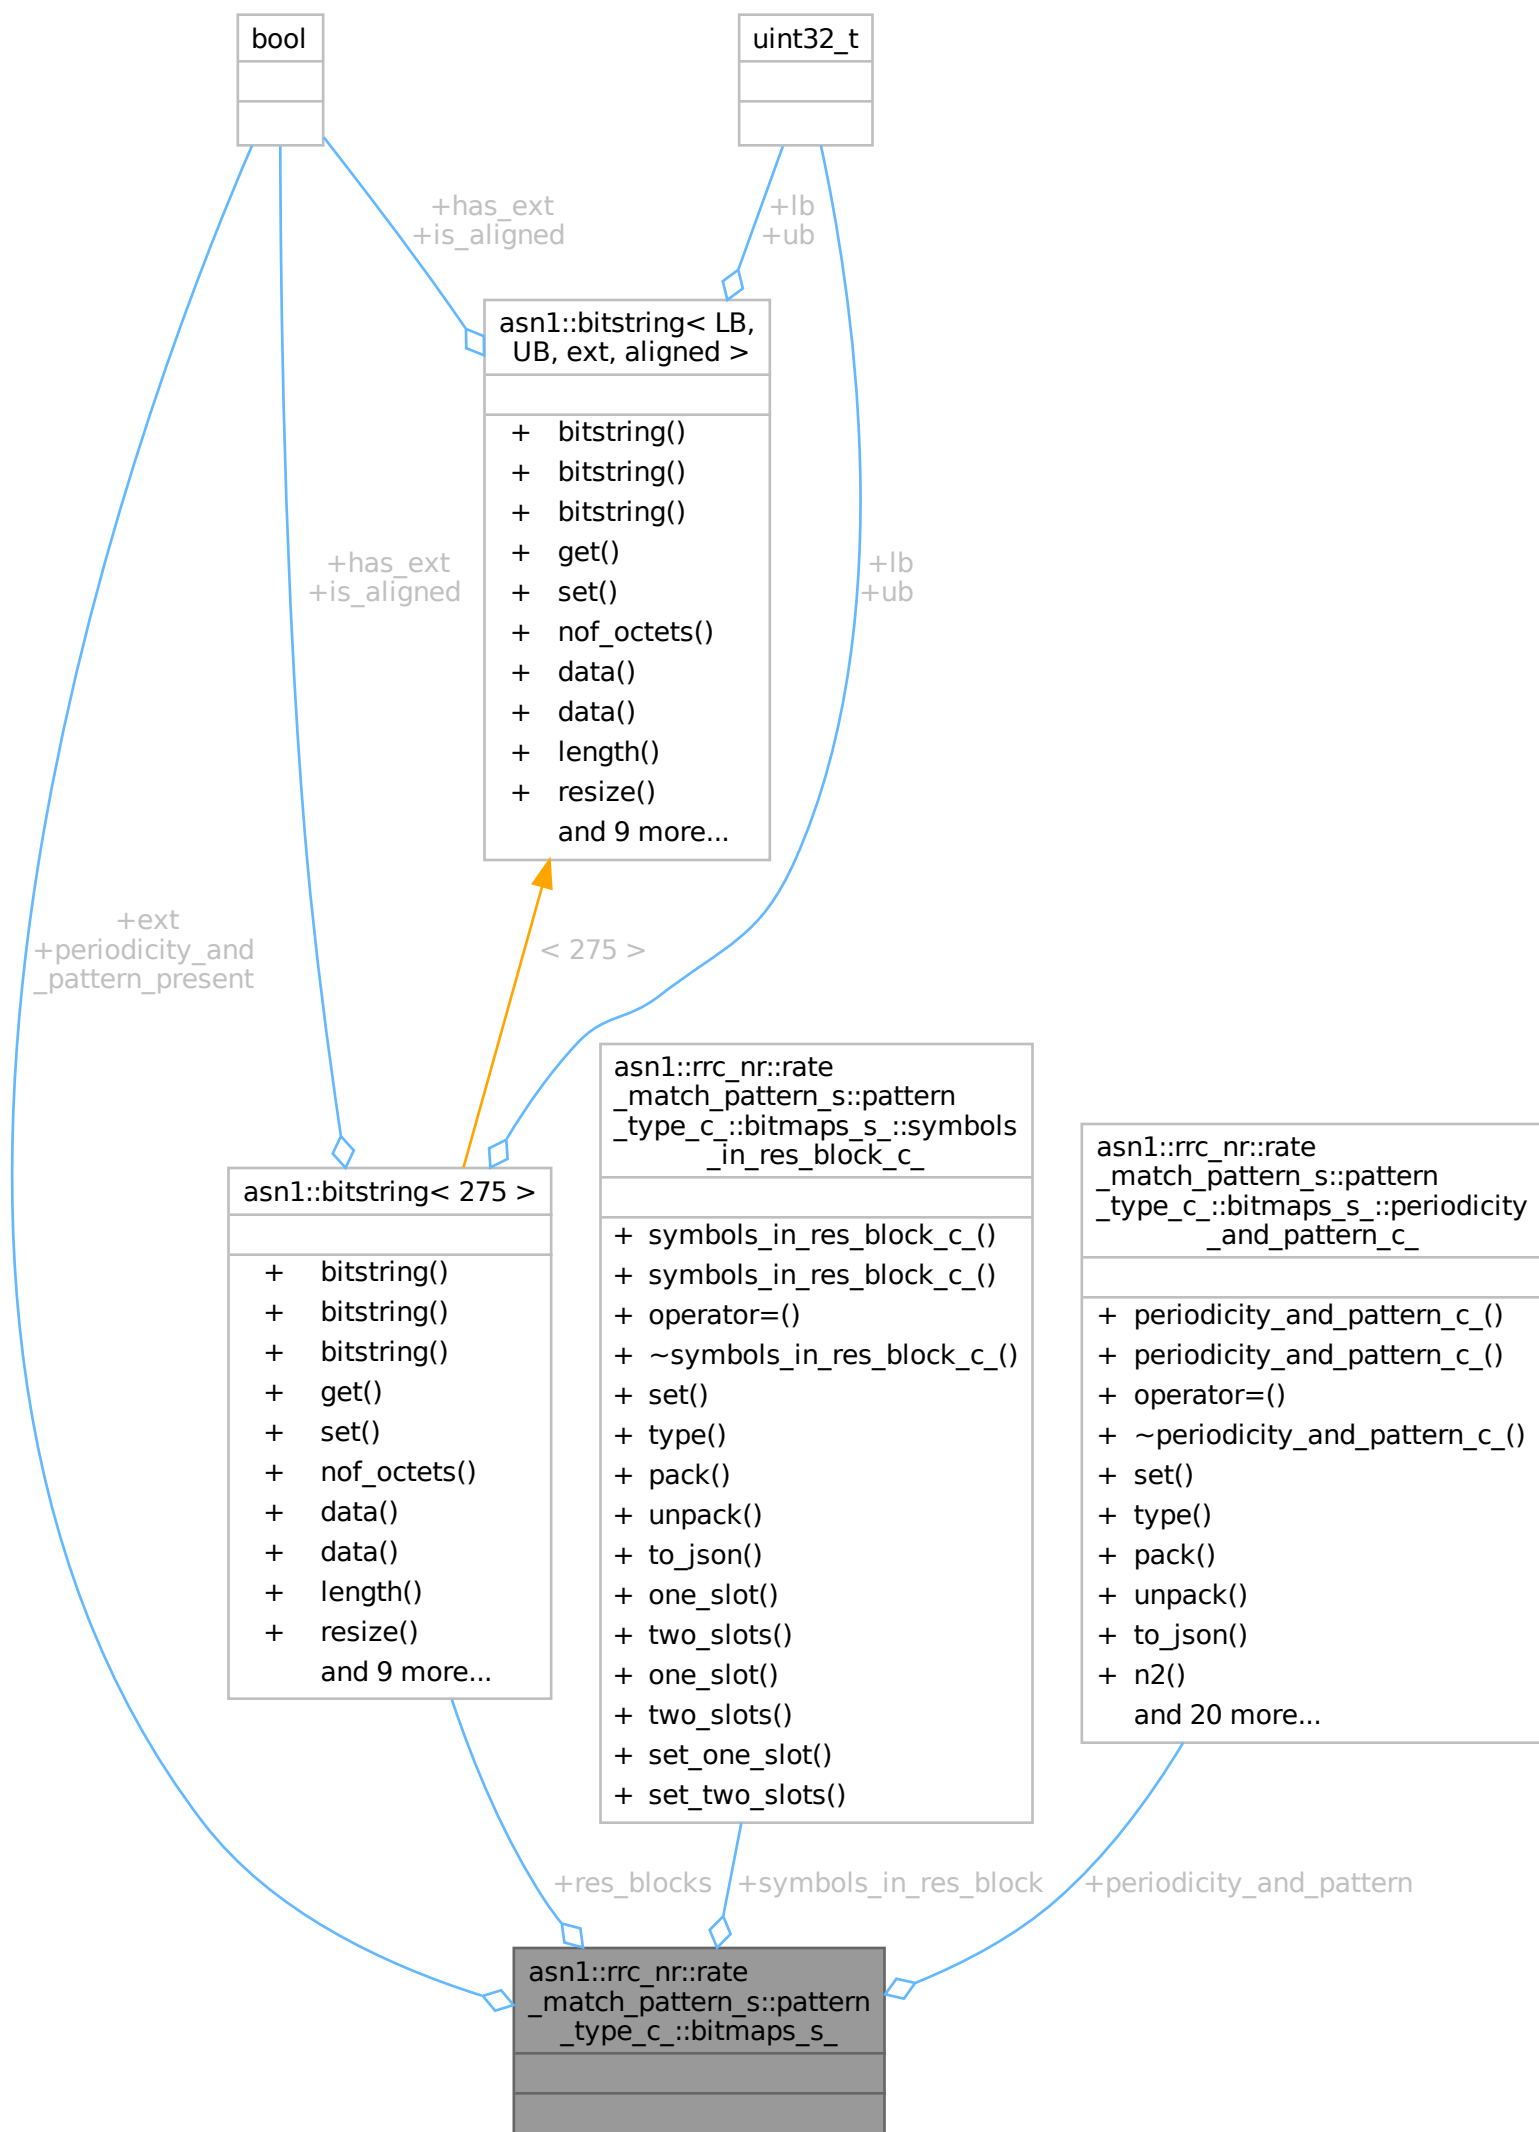 bool
uint32_t
+has_ext
+is_aligned
+lb
+ub
asn1::bitstring< LB,
UB, ext, aligned >
+ bitstring()
+ bitstring()
+ bitstring()
+ get()
+ set()
+ nof_octets()
+ data()
+ data()
+ length()
+ resize()
and 9 more...
+has_ext
+is_aligned
+lb
+ub
+ext
+periodicity_and
_pattern_present
< 275 >
asn1::bitstring< 275 >
+ bitstring()
+ bitstring()
+ bitstring()
+ get()
+ set()
+ nof_octets()
+ data()
+ data()
+ length()
+ resize()
and 9 more...
asn1::rrc_nr::rate
_match_pattern_s::pattern
_type_c_::bitmaps_s_::symbols
_in_res_block_c_
+ symbols_in_res_block_c_()
+ symbols_in_res_block_c_()
+ operator=()
+ ~symbols_in_res_block_c_()
+ set()
+ type()
+ pack()
+ unpack()
+ to_json()
+ one_slot()
+ two_slots()
+ one_slot()
+ two_slots()
+ set_one_slot()
+ set_two_slots()
asn1::rrc_nr::rate
_match_pattern_s::pattern
_type_c_::bitmaps_s_::periodicity
_and_pattern_c_
+ periodicity_and_pattern_c_()
+ periodicity_and_pattern_c_()
+ operator=()
+ ~periodicity_and_pattern_c_()
+ set()
+ type()
+ pack()
+ unpack()
+ to_json()
+ n2()
and 20 more...
+res_blocks
+symbols_in_res_block
+periodicity_and_pattern
asn1::rrc_nr::rate
_match_pattern_s::pattern
_type_c_::bitmaps_s_